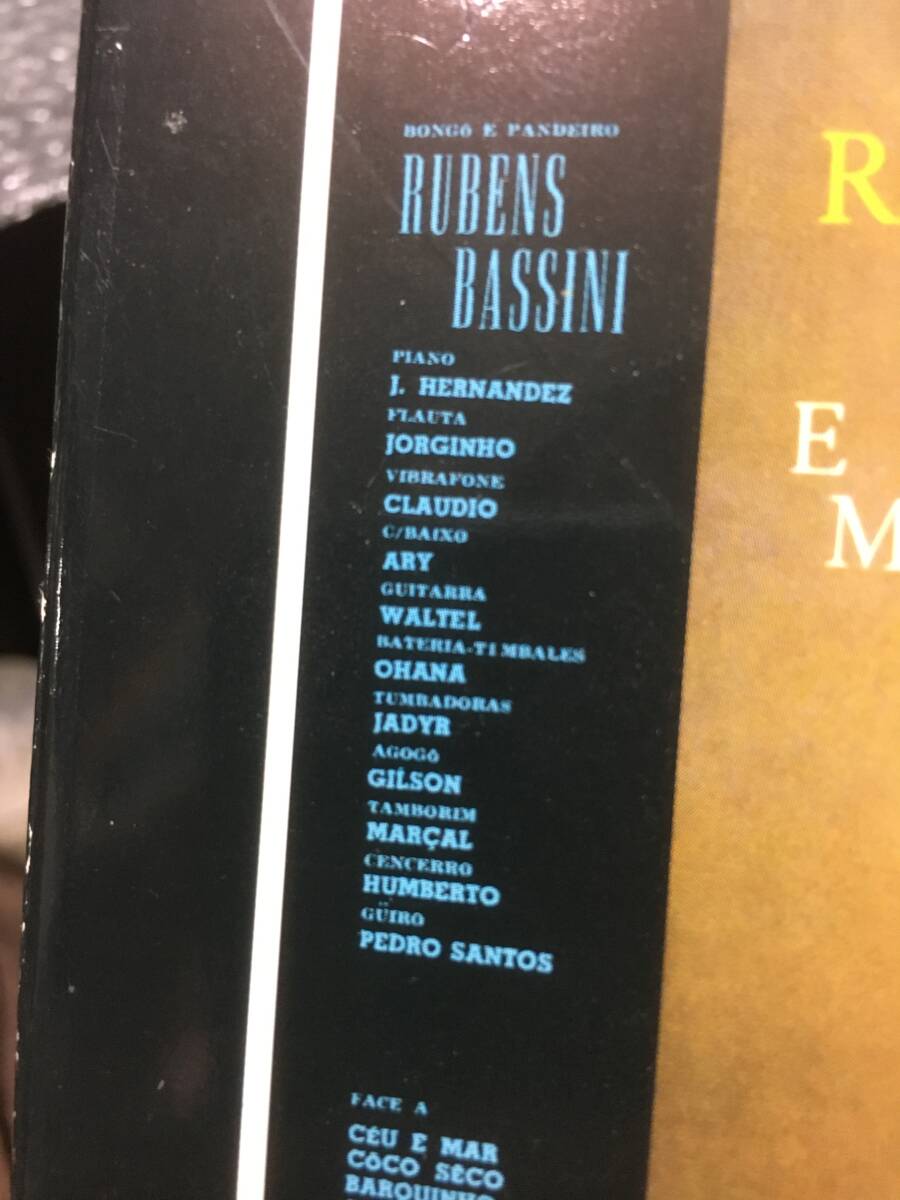 BONGÔ E PANDEIRO
RUBENS
BASSINI
PIANO
J. HERNANDEZ
FLAUTA
JORGINHO
VIBRAFONE
CLAUDIO
C/BAIXO
ARY
GUITARRA
WALTEL
BATERIA-TIMBALES
OHANA
TUMBADORAS
JADYR
AGOGÔ
GILSON
TAMBORIM
MARÇAL
CENCERRO
HUMBERTO
GÜIRO
PEDRO SANTOS
FACE A
CÉU E MAR
CÔCO SÊCO
BARQUINHO
R
E
M